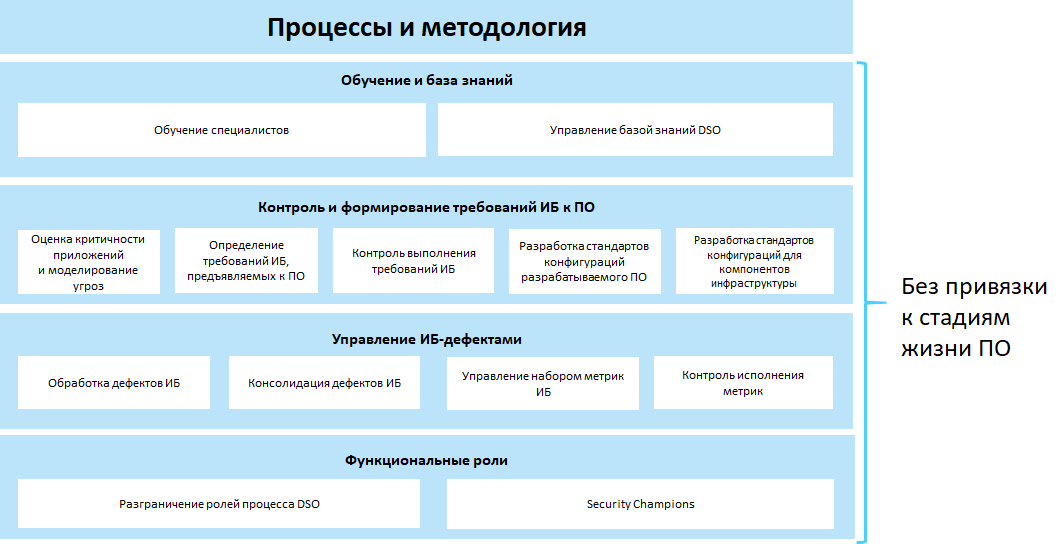 Процессы и методология
Обучение и база знаний
Обучение специалистов
Управление базой знаний DSO
Контроль и формирование требований ИБ к ПО
Оценка критичности
приложений
и моделирование
угроз
Определение
требований ИБ,
предъявляемых к ПО
Контроль выполнения
требований ИБ
Разработка стандартов
конфигураций
разрабатываемого ПО
Разработка стандартов
конфигураций для
компонентов
инфраструктуры
Управление ИБ-дефектами
Обработка дефектов ИБ
Консолидация дефектов ИБ
Управление набором метрик
ИБ
Контроль исполнения
метрик
Функциональные роли
Разграничение ролей процесса DSO
Security Champions
Без привязки
к стадиям
жизни ПО